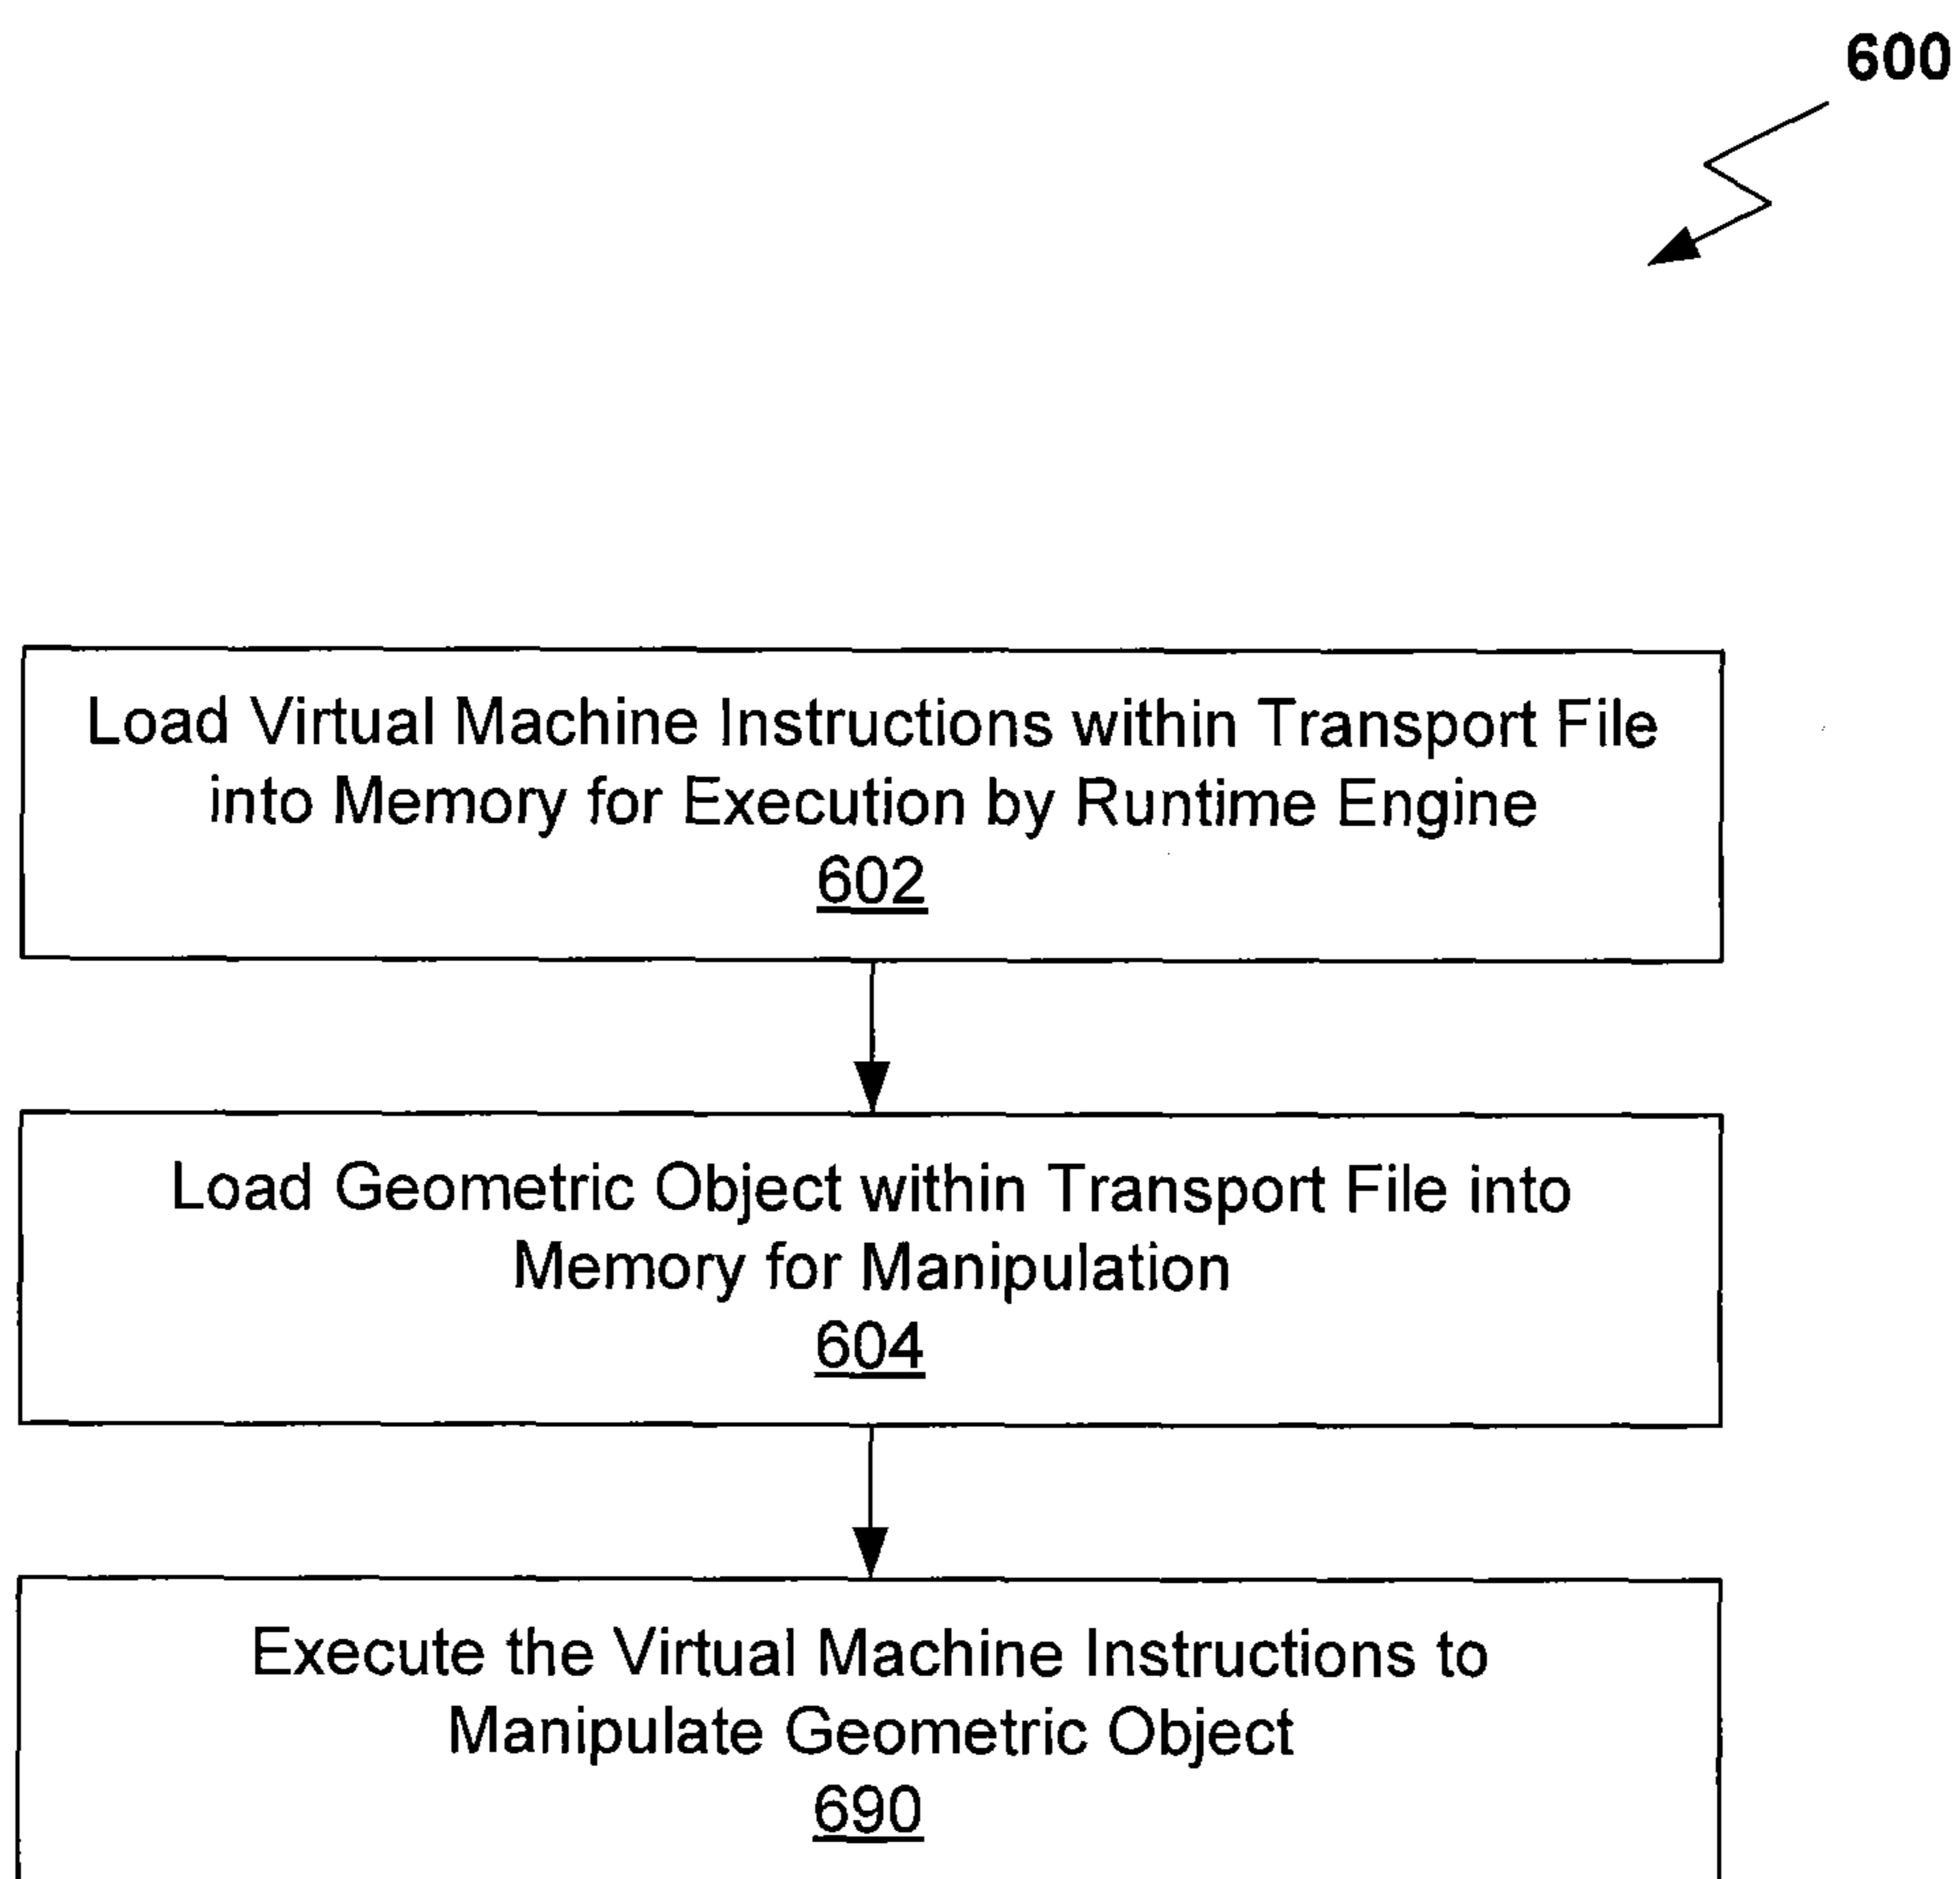 600
Load Virtual Machine Instructions within Transport File
into Memory for Execution by Runtime Engine
602
Load Geometric Object within Transport File into
Memory for Manipulation
604
Execute the Virtual Machine Instructions to
Manipulate Geometric Object
690